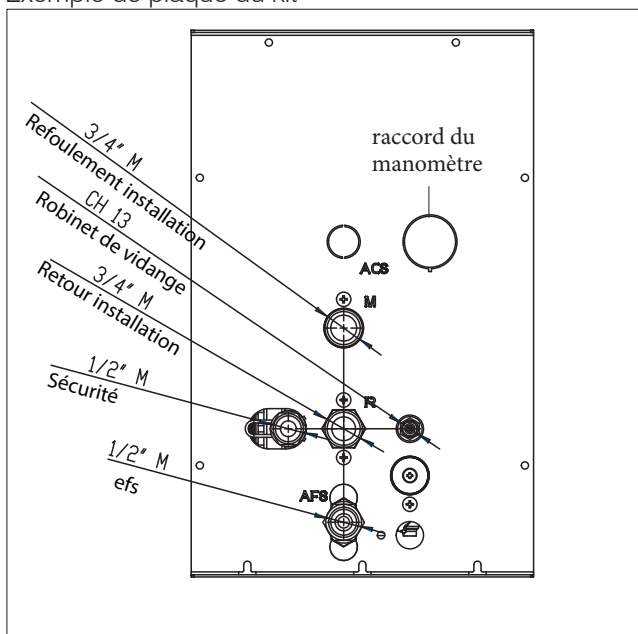 Exemple de plaque du kit
3/4" M
Refoulement installation
CH 13
Robinet de vidange
3/4" M
Retour installation
1/2" M
Sécurité
1/2" M
efs
raccord du
manomètre
ACS
M
R
AFS